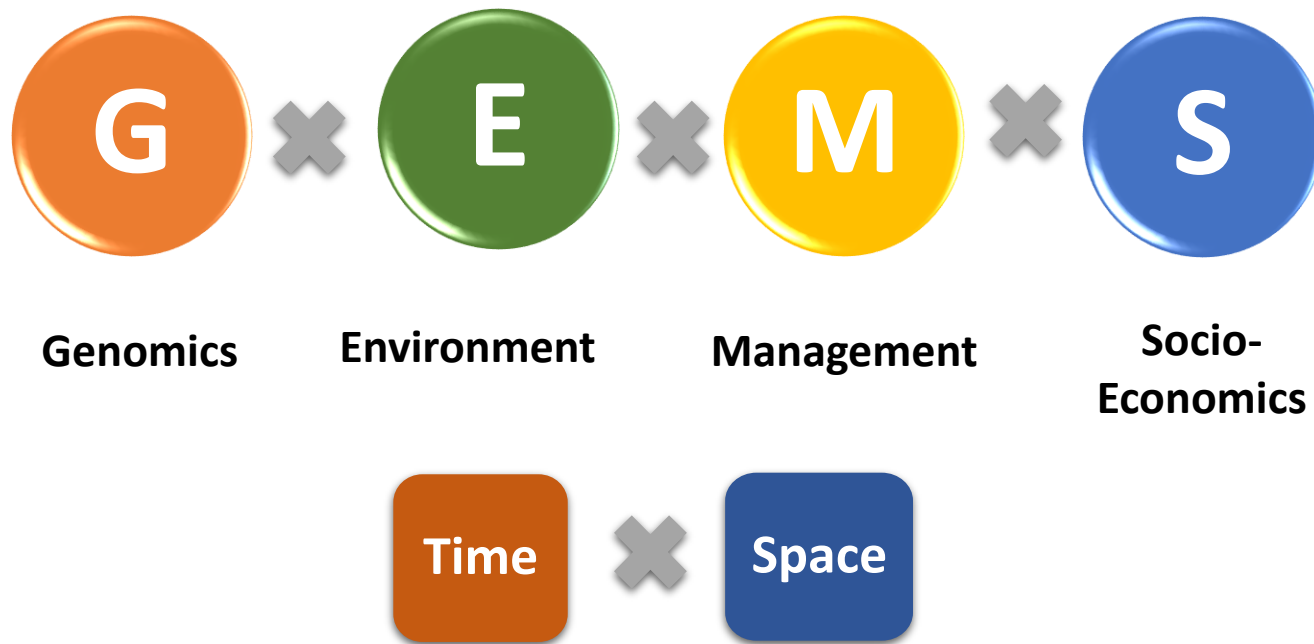 G E M S
Genomics Environment Management Socio-
Economics
Time Space